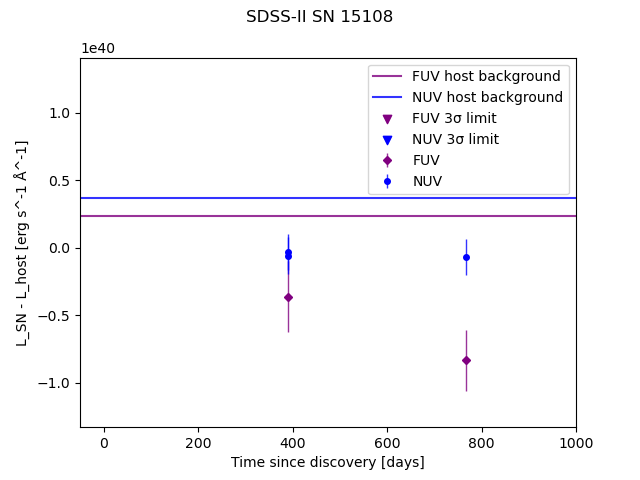 SDSS-II SN 15108
1e40
FUV host background
NUV host background
FUV 3σ limit
NUV 3σ limit
FUV
NUV
1.0
0.5
0.0
−0.5
−1.0
L_SN - L_host [erg s^-1 Å^-1]
0 200 400 600 800 1000
Time since discovery [days]